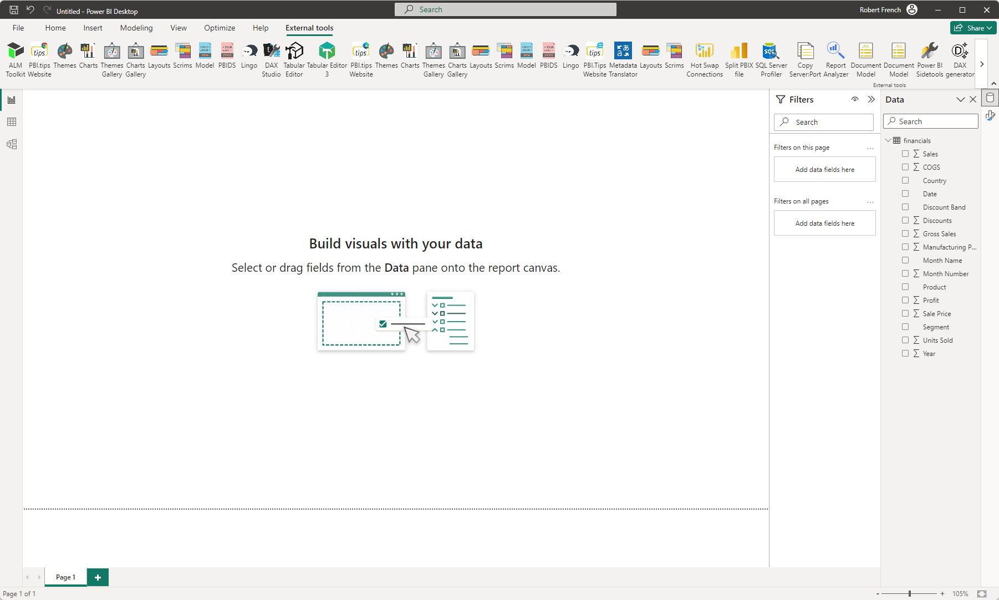 Untitled - Power BI Desktop
Search
Robert French
File
Home
Insert
Modeling
View
Optimize
Help
External tools
Share
ALM Toolkit
PBI.tips Website
Themes
Charts
Themes Gallery
Charts Gallery
Layouts
Scrims
Model
PBIDS
Lingo
DAX Studio
Tabular Editor
Tabular Editor 3
PBI.tips Website
Themes
Charts
Themes Gallery
Charts Gallery
Layouts
Scrims
Model
PBIDS
Lingo
PBI.Tips Website
Metadata Translator
Layouts
Scrims
Hot Swap Connections
Split PBIX file
SQL Server Profiler
Copy Server:Port
Report Analyzer
Document Model
Document Model
Power BI Sidetools
DAX generator
External tools
Filters
Search
Filters on this page
...
Add data fields here
Filters on all pages
...
Add data fields here
Data
Search
financials
Sales
COGS
Country
Date
Discount Band
Discounts
Gross Sales
Manufacturing P...
Month Name
Month Number
Product
Profit
Sale Price
Segment
Units Sold
Year
Build visuals with your data
Select or drag fields from the Data pane onto the report canvas.
Page 1
+
Page 1 of 1
- + 105%